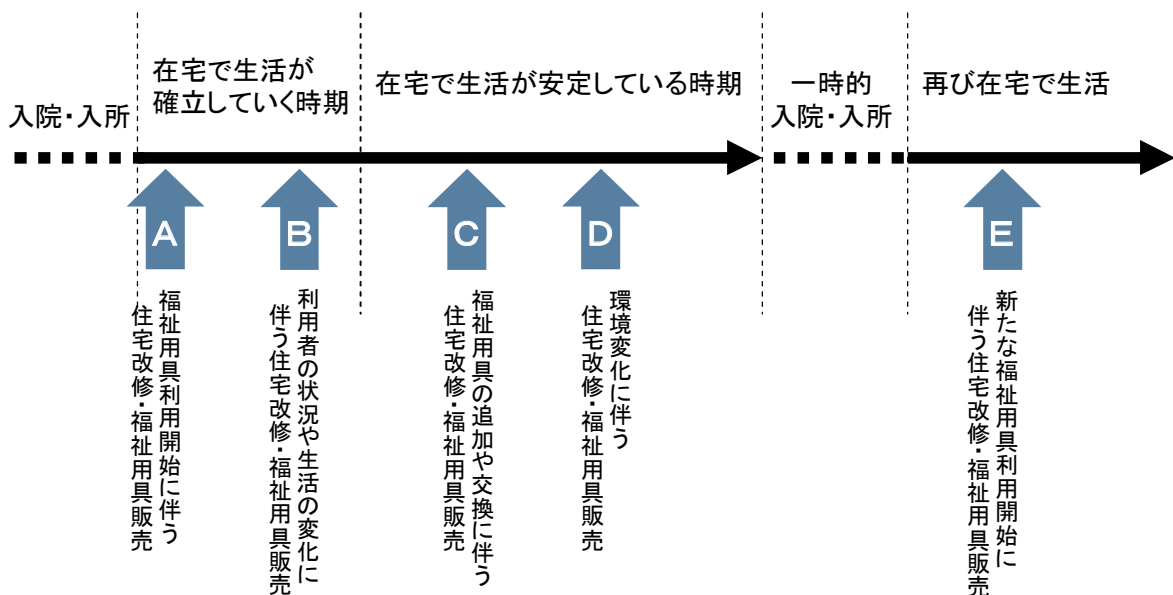 入院・入所
在宅で生活が
確立していく時期
在宅で生活が安定している時期
一時的
入院・入所
再び在宅で生活
A
福祉用具利用開始に伴う
住宅改修・福祉用具販売
B
利用者の状況や生活の変化に
伴う住宅改修・福祉用具販売
C
福祉用具の追加や交換に伴う
住宅改修・福祉用具販売
D
環境変化に伴う
住宅改修・福祉用具販売
E
新たな福祉用具利用開始に
伴う住宅改修・福祉用具販売